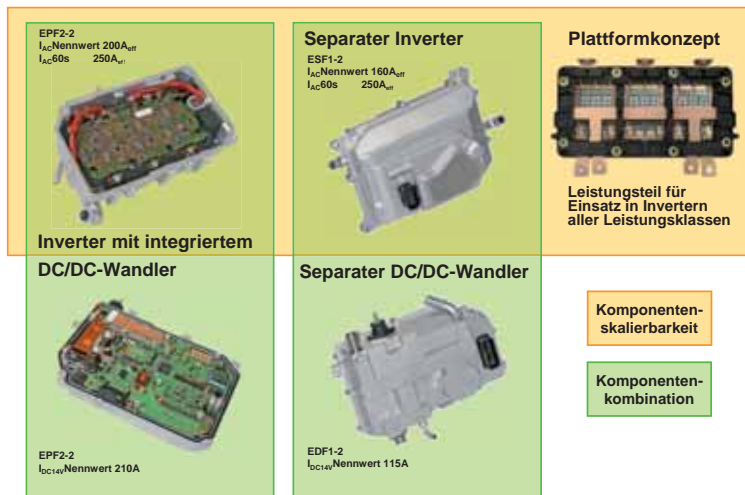 EPF2-2
IACNennwert 200Aeff
IAC60s 250Aeff
Inverter mit integriertem
DC/DC-Wandler
EPF2-2
IDC14VNennwert 210A
Separater Inverter
ESF1-2
IACNennwert 160Aeff
IAC60s 250Aeff
Separater DC/DC-Wandler
EDF1-2
IDC14VNennwert 115A
Plattformkonzept
Leistungsteil für
Einsatz in Invertern
aller Leistungsklassen
Komponenten-
skalierbarkeit
Komponenten-
kombination